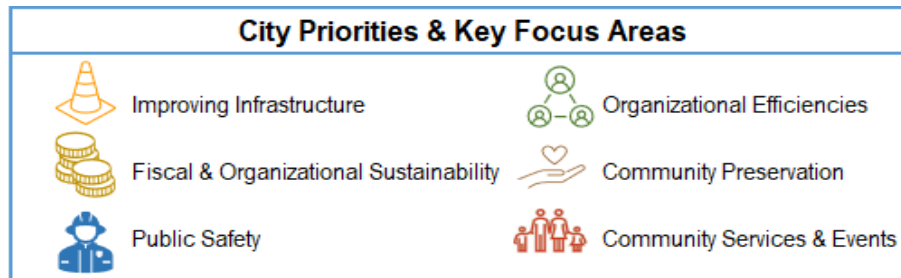 City Priorities & Key Focus Areas
Improving Infrastructure
Organizational Efficiencies
Fiscal & Organizational Sustainability
Community Preservation
Public Safety
Community Services & Events